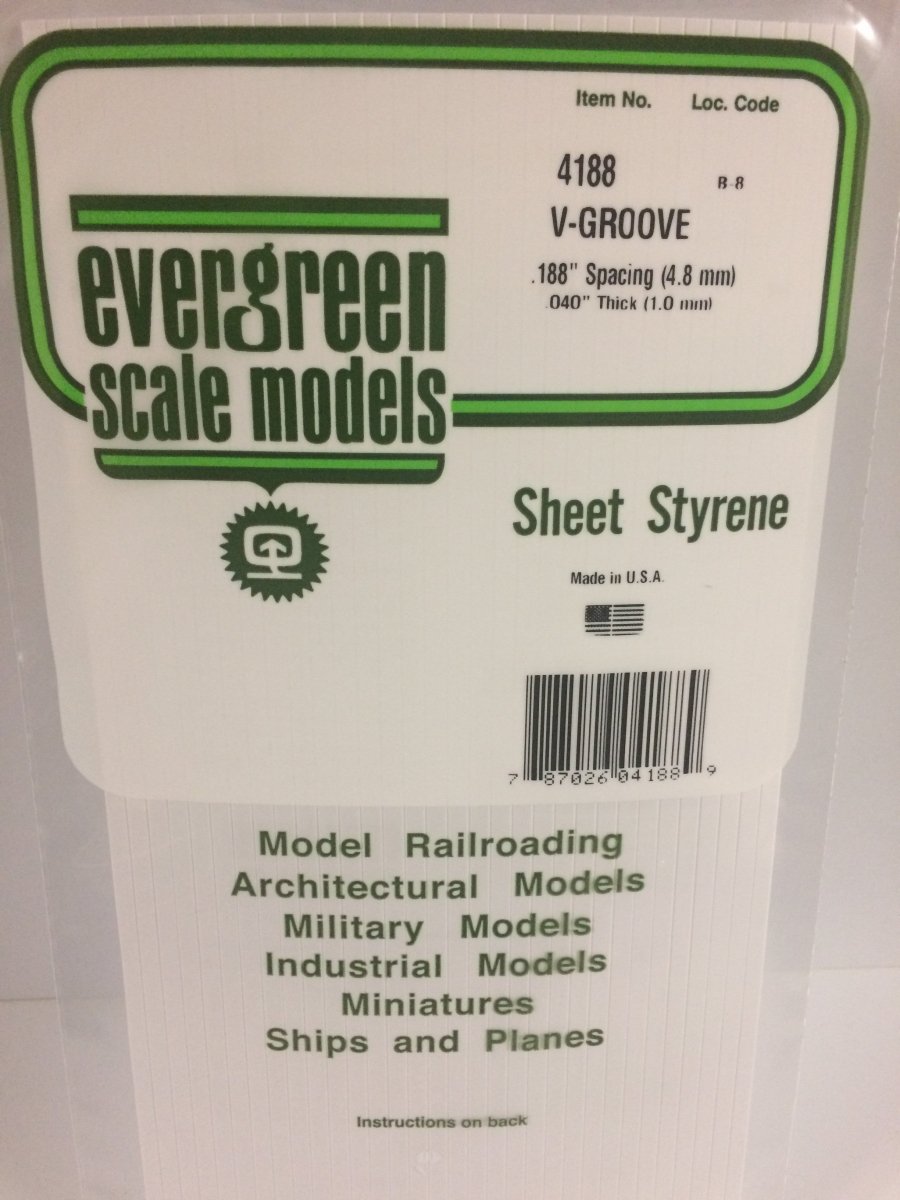 Item No. Loc. Code
4188 B-8
V-GROOVE
.188" Spacing (4.8 mm)
.040" Thick (1.0 mm)
evergreen
scale models
Sheet Styrene
Made in U.S.A.
7 87026 04188 9
Model Railroading
Architectural Models
Military Models
Industrial Models
Miniatures
Ships and Planes
Instructions on back